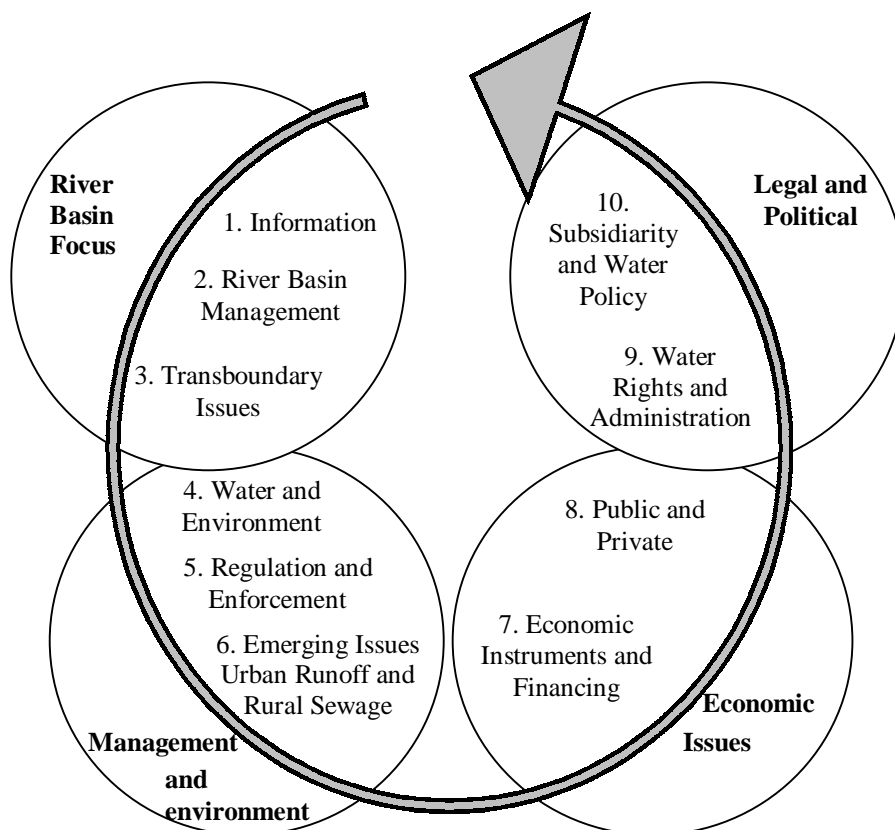 River
Basin
Focus
1. Information
2. River Basin
Management
3. Transboundary
Issues
4. Water and
Environment
5. Regulation and
Enforcement
6. Emerging Issues
Urban Runoff and
Rural Sewage
Management
and
environment
7. Economic
Instruments and
Financing
8. Public and
Private
Economic
Issues
9. Water
Rights and
Administration
10.
Subsidiarity
and Water
Policy
Legal and
Political